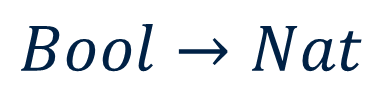 Bool → Nat